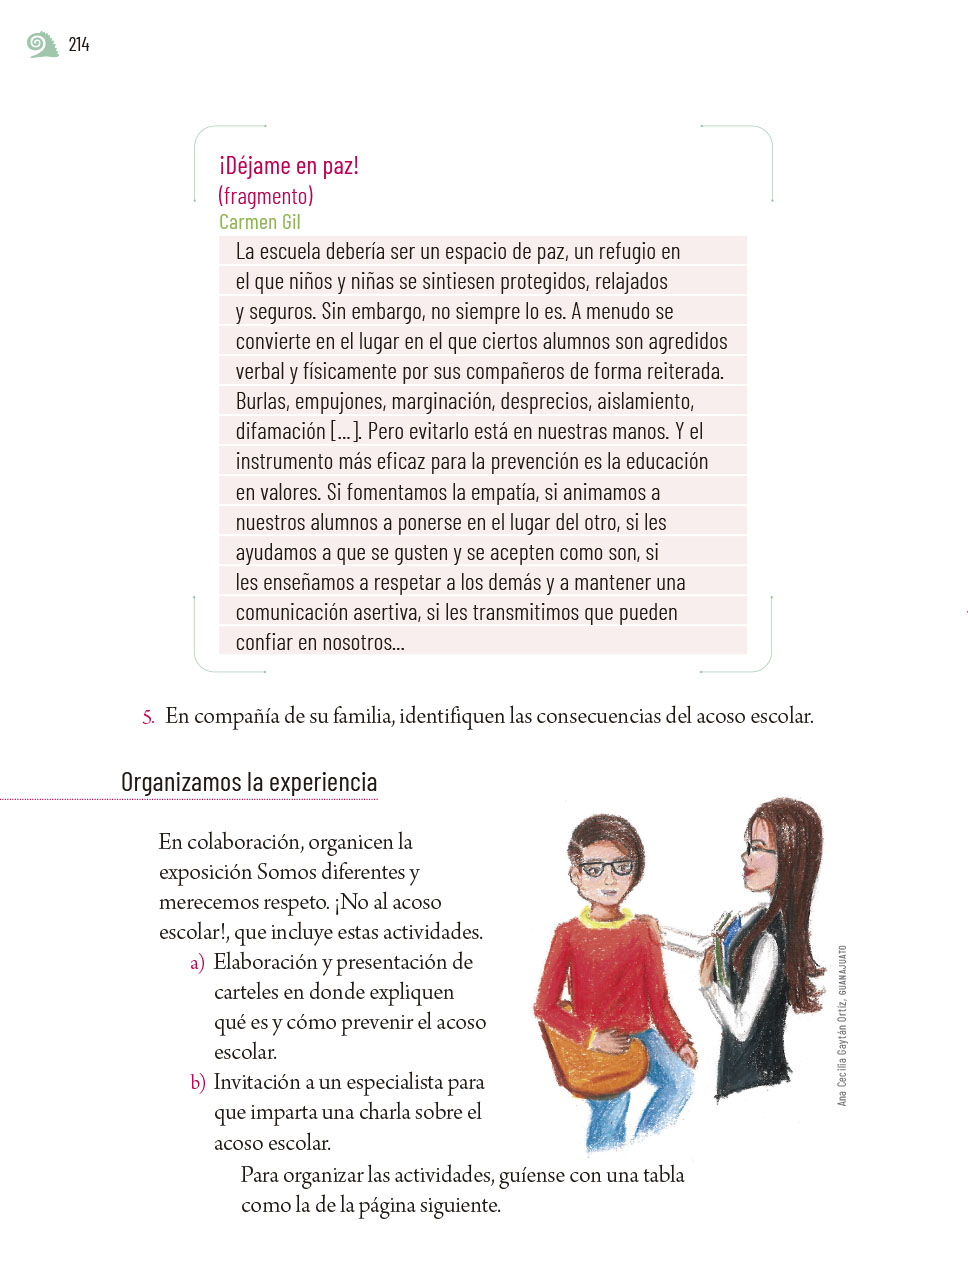 214
¡Déjame en paz!
(fragmento)
Carmen Gil
La escuela debería ser un espacio de paz, un refugio en
el que niños y niñas se sintiesen protegidos, relajados
y seguros. Sin embargo, no siempre lo es. A menudo se
convierte en el lugar en el que ciertos alumnos son agredidos
verbal y físicamente por sus compañeros de forma reiterada.
Burlas, empujones, marginación, desprecios, aislamiento,
difamación [...]. Pero evitarlo está en nuestras manos. Y el
instrumento más eficaz para la prevención es la educación
en valores. Si fomentamos la empatía, si animamos a
nuestros alumnos a ponerse en el lugar del otro, si les
ayudamos a que se gusten y se acepten como son, si
les enseñamos a respetar a los demás y a mantener una
comunicación asertiva, si les transmitimos que pueden
confiar en nosotros...
5. En compañía de su familia, identifiquen las consecuencias del acoso escolar.
Organizamos la experiencia
En colaboración, organicen la
exposición Somos diferentes y
merecemos respeto. ¡No al acoso
escolar!, que incluye estas actividades.
a) Elaboración y presentación de
carteles en donde expliquen
qué es y cómo prevenir el acoso
escolar.
b) Invitación a un especialista para
que imparta una charla sobre el
acoso escolar.
Para organizar las actividades, guíense con una tabla
como la de la página siguiente.
Ana Cecilia Gaytán Ortiz, GUANAJUATO